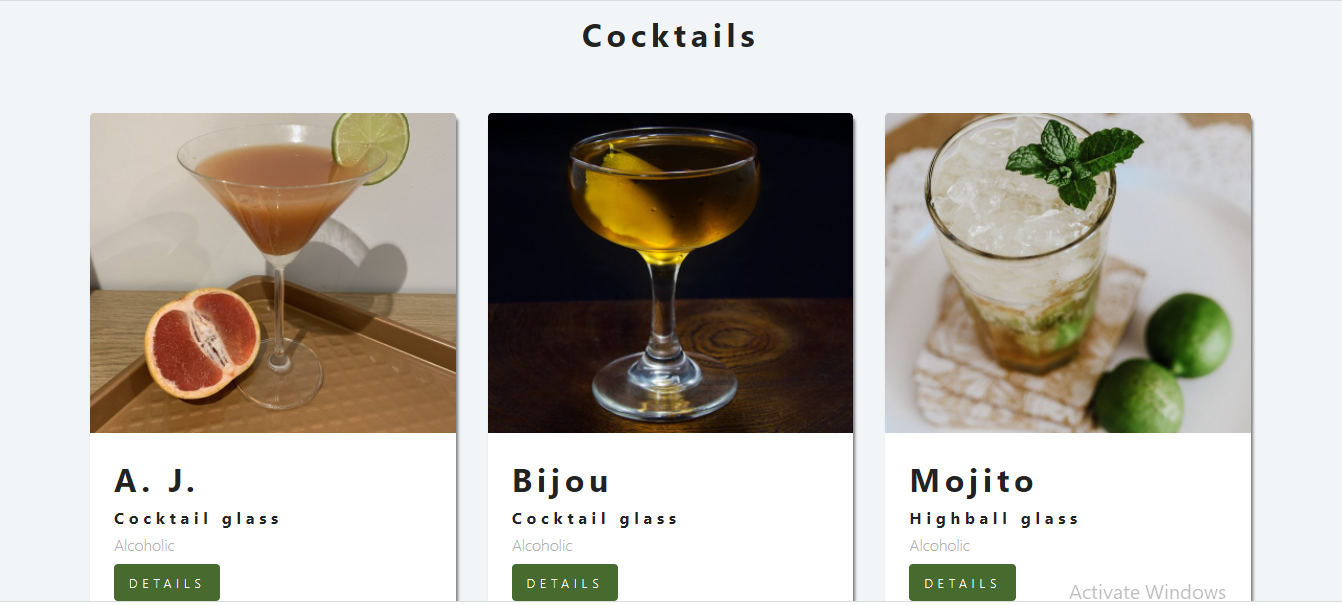 Cocktails
A. J.
Cocktail glass
Alcoholic
DETAILS
Bijou
Cocktail glass
Alcoholic
DETAILS
Mojito
Highball glass
Alcoholic
DETAILS
Activate Windows